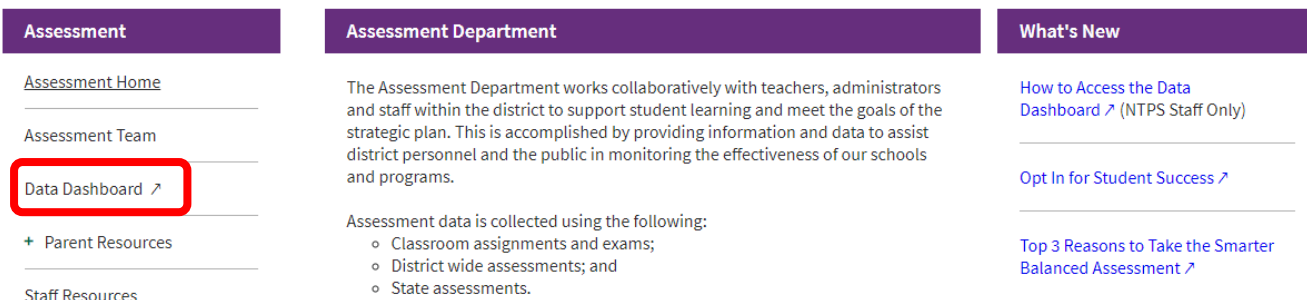 Assessment
Assessment Home
Assessment Team
Data Dashboard ↗
+ Parent Resources
Staff Resources
Assessment Department
The Assessment Department works collaboratively with teachers, administrators
and staff within the district to support student learning and meet the goals of the
strategic plan. This is accomplished by providing information and data to assist
district personnel and the public in monitoring the effectiveness of our schools
and programs.
Assessment data is collected using the following:
◦ Classroom assignments and exams;
◦ District wide assessments; and
◦ State assessments.
What's New
How to Access the Data
Dashboard ↗ (NTPS Staff Only)
Opt In for Student Success ↗
Top 3 Reasons to Take the Smarter
Balanced Assessment ↗